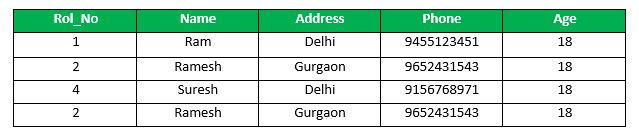 Rol_No Name Address Phone Age
1 Ram Delhi 9455123451 18
2 Ramesh Gurgaon 9652431543 18
4 Suresh Delhi 9156768971 18
2 Ramesh Gurgaon 9652431543 18